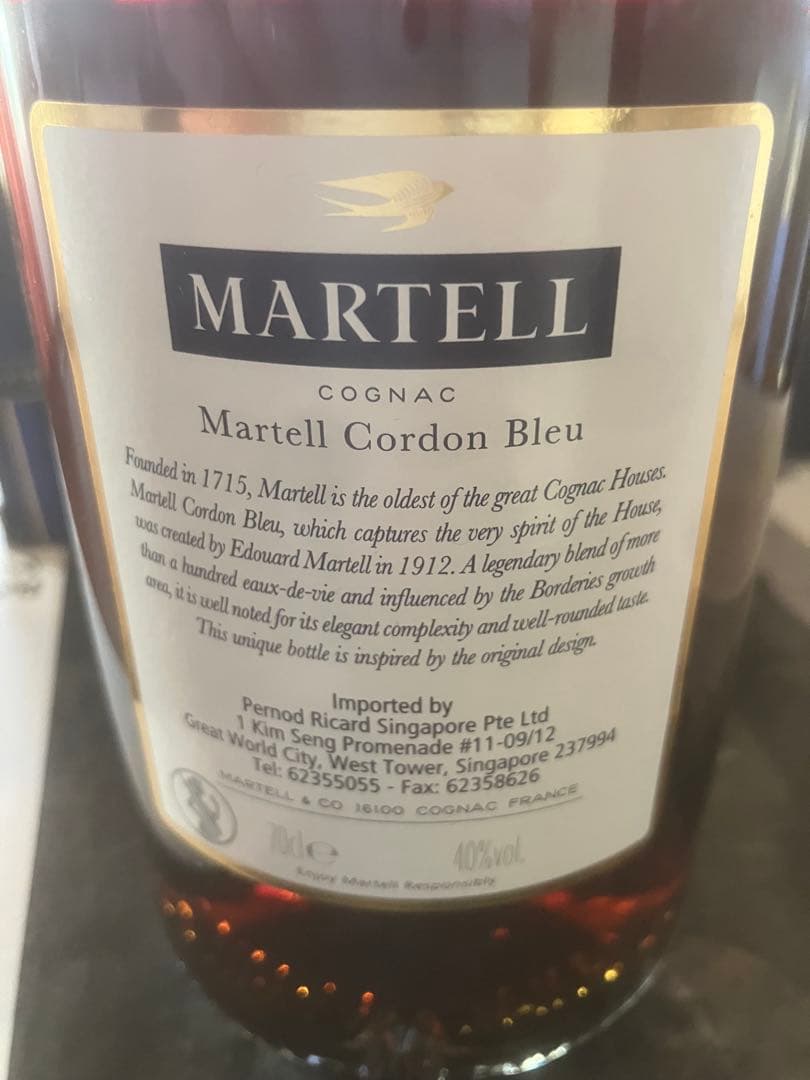 MARTELL
COGNAC
Martell Cordon Bleu
Founded in 1715, Martell is the oldest of the great Cognac Houses.
Martell Cordon Bleu, which captures the very spirit of the House,
was created by Edouard Martell in 1912. A legendary blend of more
than a hundred eaux-de-vie and influenced by the Borderies growth
area, it is well noted for its elegant complexity and well-rounded taste.
This unique bottle is inspired by the original design.
Imported by
Pernod Ricard Singapore Pte Ltd
1 Kim Seng Promenade #11-09/12
Great World City, West Tower, Singapore 237994
Tel: 62355055 - Fax: 62358626
MARTELL & CO 16100 COGNAC FRANCE
70cl e 40%vol.
Enjoy Martell Responsibly